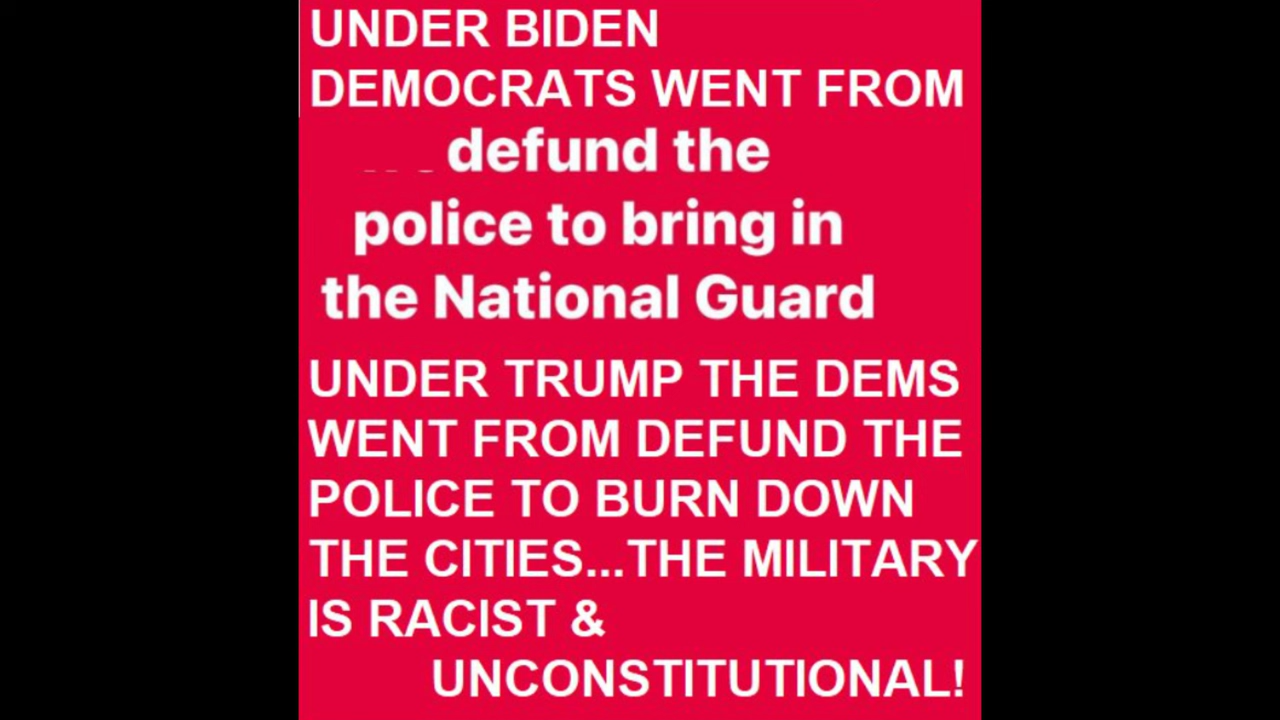 UNDER BIDEN
DEMOCRATS WENT FROM
defund the
police to bring in
the National Guard
UNDER TRUMP THE DEMS
WENT FROM DEFUND THE
POLICE TO BURN DOWN
THE CITIES...THE MILITARY
IS RACIST &
UNCONSTITUTIONAL!